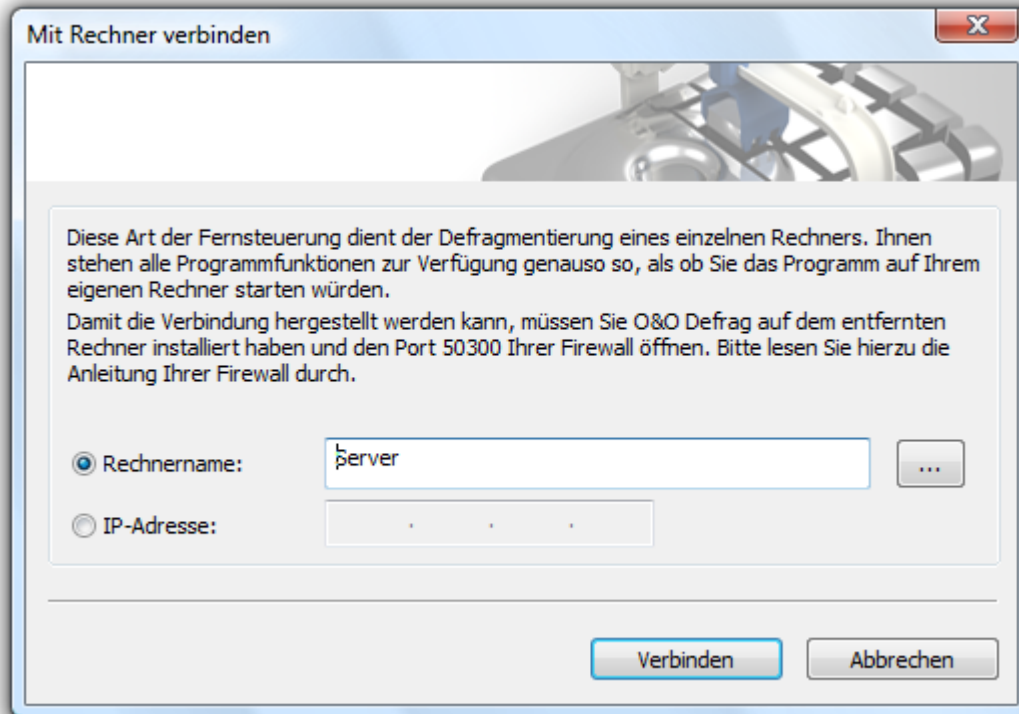 Mit Rechner verbinden
Diese Art der Fernsteuerung dient der Defragmentierung eines einzelnen Rechners. Ihnen
stehen alle Programmfunktionen zur Verfügung genauso so, als ob Sie das Programm auf Ihrem
eigenen Rechner starten würden.
Damit die Verbindung hergestellt werden kann, müssen Sie O&O Defrag auf dem entfernten
Rechner installiert haben und den Port 50300 Ihrer Firewall öffnen. Bitte lesen Sie hierzu die
Anleitung Ihrer Firewall durch.
Rechnername: Server ...
IP-Adresse: . . .
Verbinden Abbrechen